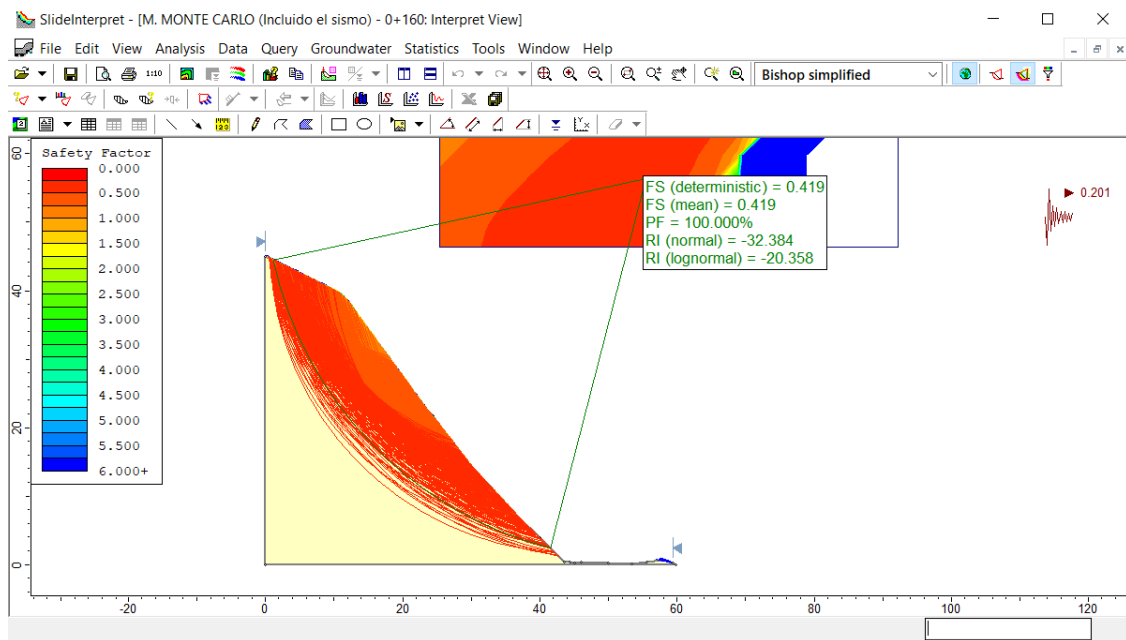 SlideInterpret - [M. MONTE CARLO (Incluido el sismo) - 0+160: Interpret View]
File Edit View Analysis Data Query Groundwater Statistics Tools Window Help
1:10
Bishop simplified
Safety Factor
0.000
0.500
1.000
1.500
2.000
2.500
3.000
3.500
4.000
4.500
5.000
5.500
6.000+
FS (deterministic) = 0.419
FS (mean) = 0.419
PF = 100.000%
RI (normal) = -32.384
RI (lognormal) = -20.358
0.201
60
40
20
0
-20 0 20 40 60 80 100 120